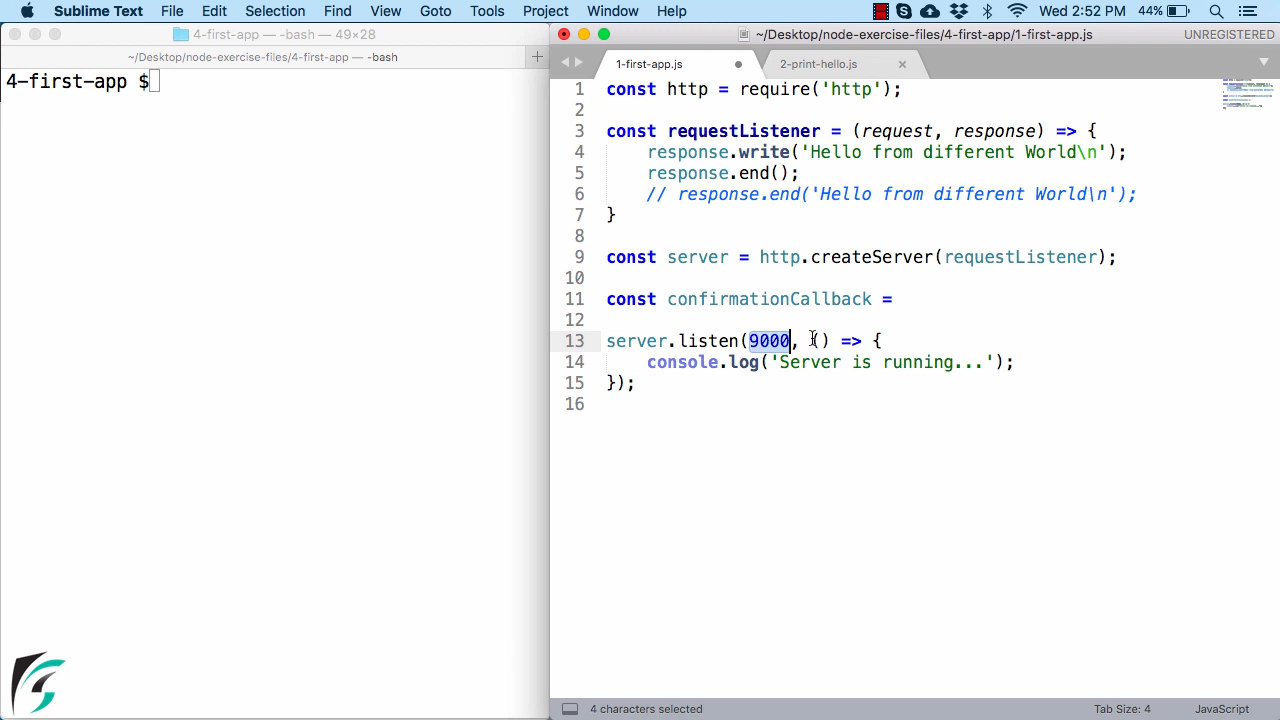 Sublime Text File Edit Selection Find View Goto Tools Project Window Help Wed 2:52 PM 44%
4-first-app — -bash — 49×28
~/Desktop/node-exercise-files/4-first-app — -bash +
4-first-app $
~/Desktop/node-exercise-files/4-first-app/1-first-app.js UNREGISTERED
1-first-app.js 2-print-hello.js
1 const http = require('http');
2
3 const requestListener = (request, response) => {
4 response.write('Hello from different World\n');
5 response.end();
6 // response.end('Hello from different World\n');
7 }
8
9 const server = http.createServer(requestListener);
10
11 const confirmationCallback =
12
13 server.listen(9000, () => {
14 console.log('Server is running...');
15 });
16
4 characters selected Tab Size: 4 JavaScript